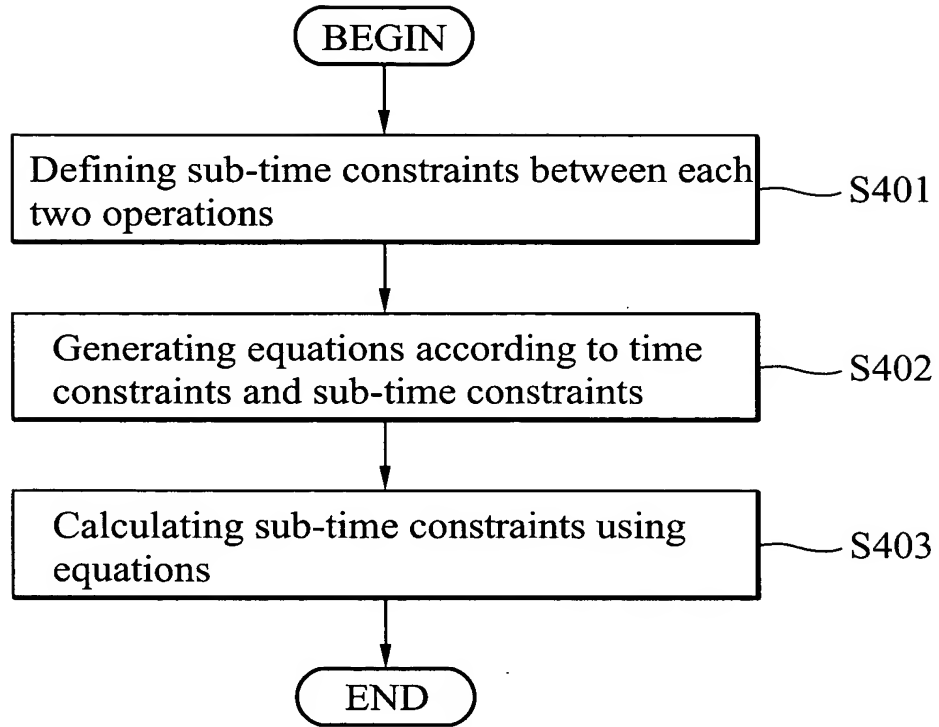 BEGIN
Defining sub-time constraints between each
two operations
S401
Generating equations according to time
constraints and sub-time constraints
S402
Calculating sub-time constraints using
equations
S403
END